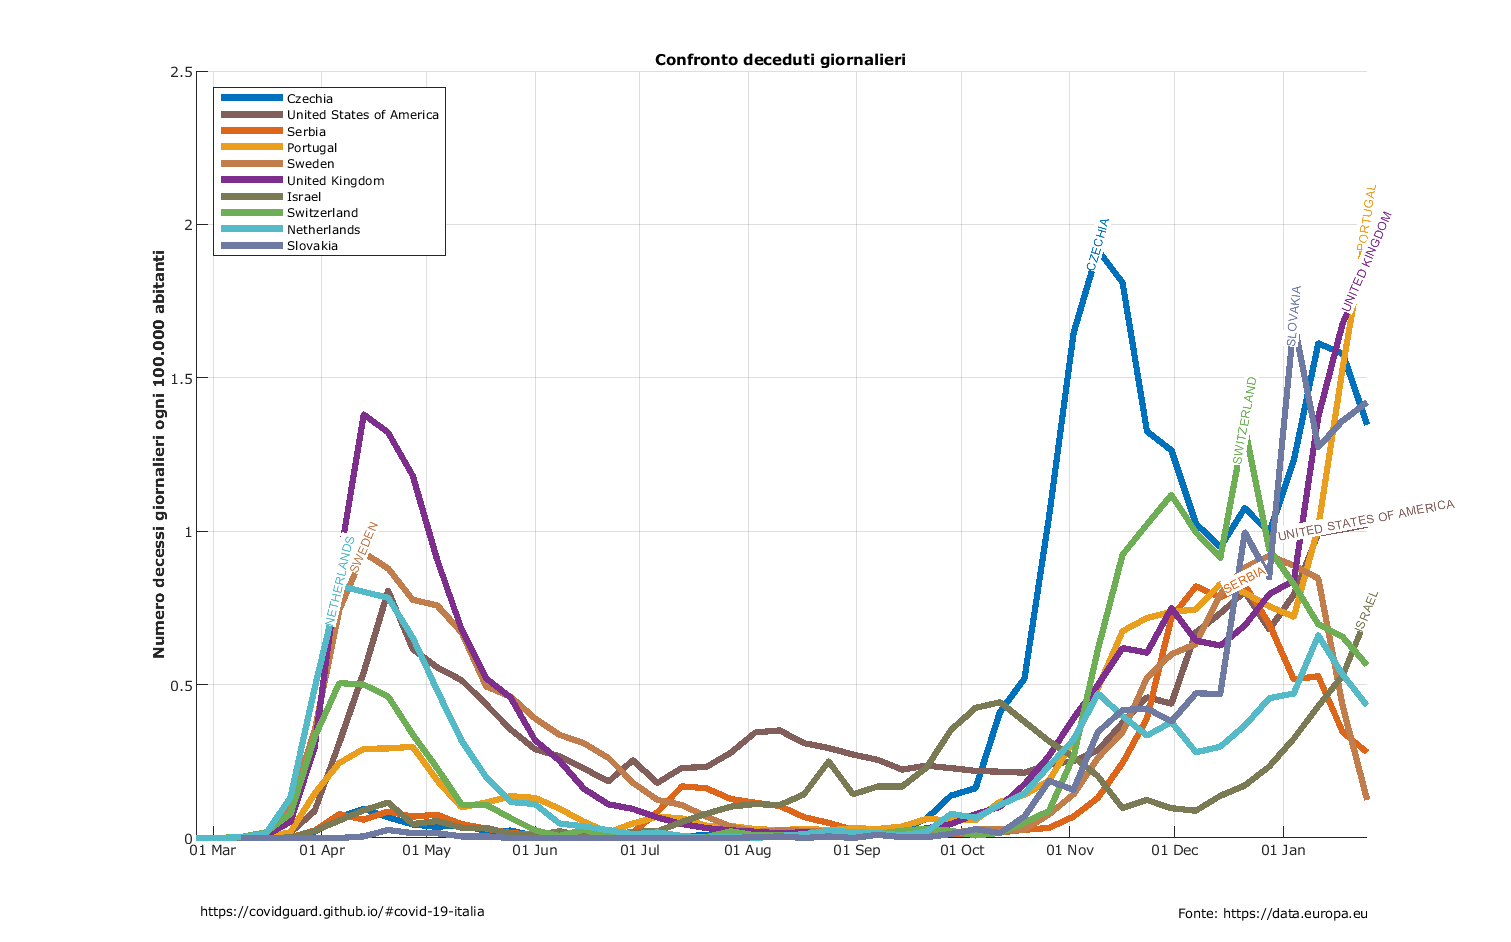 Confronto deceduti giornalieri
Numero decessi giornalieri ogni 100.000 abitanti
2.5
2
1.5
1
0.5
0
Czechia
United States of America
Serbia
Portugal
Sweden
United Kingdom
Israel
Switzerland
Netherlands
Slovakia
NETHERLANDS
SWEDEN
CZECHIA
SERBIA
SWITZERLAND
SLOVAKIA
UNITED STATES OF AMERICA
PORTUGAL
UNITED KINGDOM
ISRAEL
01 Mar
01 Apr
01 May
01 Jun
01 Jul
01 Aug
01 Sep
01 Oct
01 Nov
01 Dec
01 Jan
https://covidguard.github.io/#covid-19-italia
Fonte: https://data.europa.eu